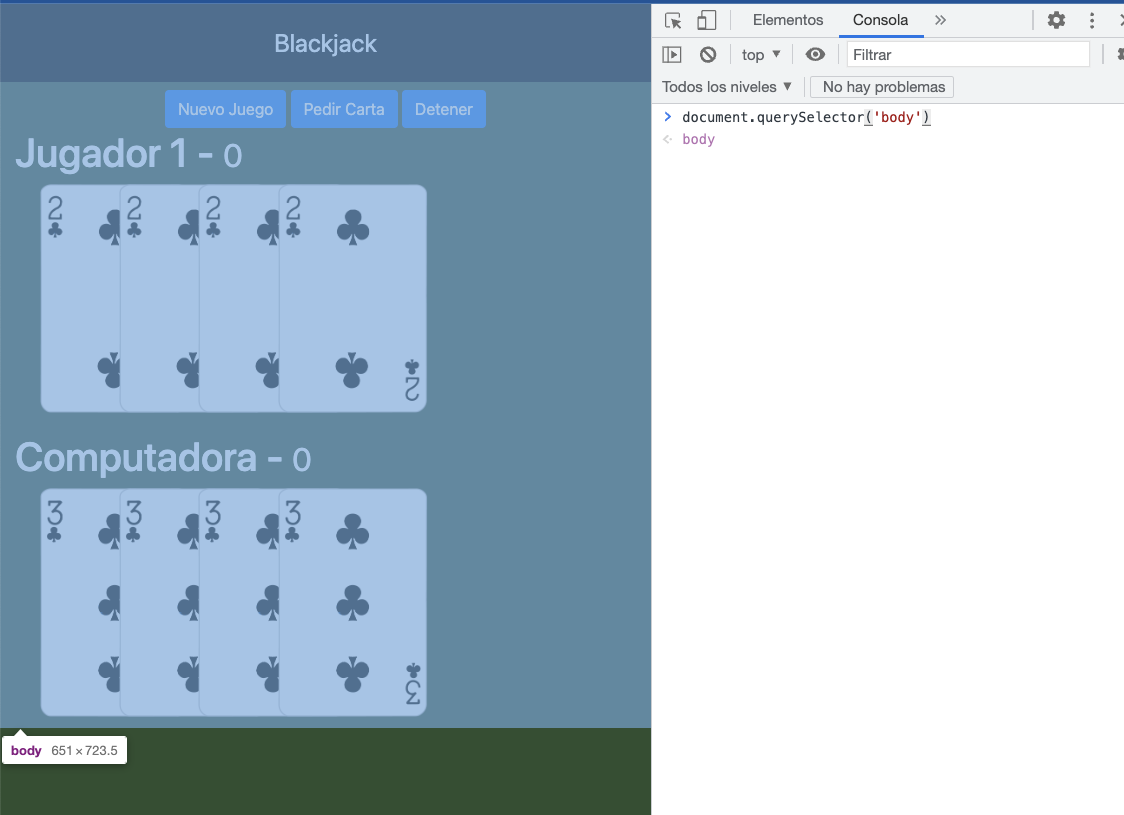 Blackjack
Nuevo Juego Pedir Carta Detener
Jugador 1 - 0
2 2 2 2
2
Computadora - 0
3 3 3 3
3
body 651 × 723.5
Elementos Consola
top Filtrar
Todos los niveles No hay problemas
document.querySelector('body')
body